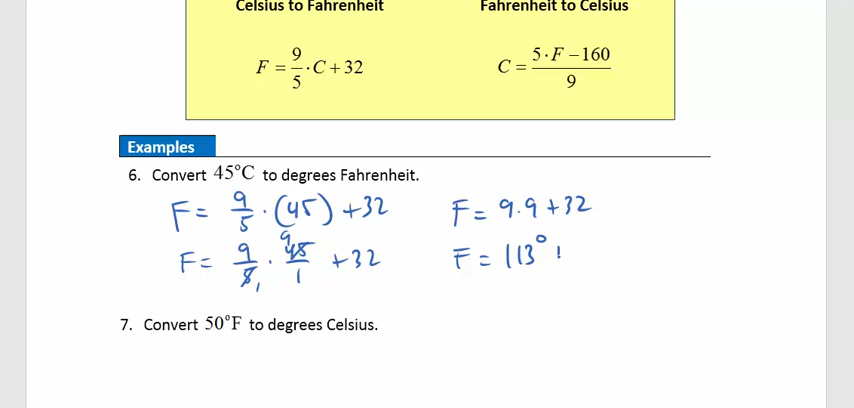 Celsius to Fahrenheit
Fahrenheit to Celsius
F = 9/5 · C + 32
C = (5 · F − 160)/9
Examples
6. Convert 45°C to degrees Fahrenheit.
F = 9/5 · (45) + 32
F = 9 · 9 + 32
F = 9/5 1 · 9 45/1 + 32
F = 113°
7. Convert 50°F to degrees Celsius.